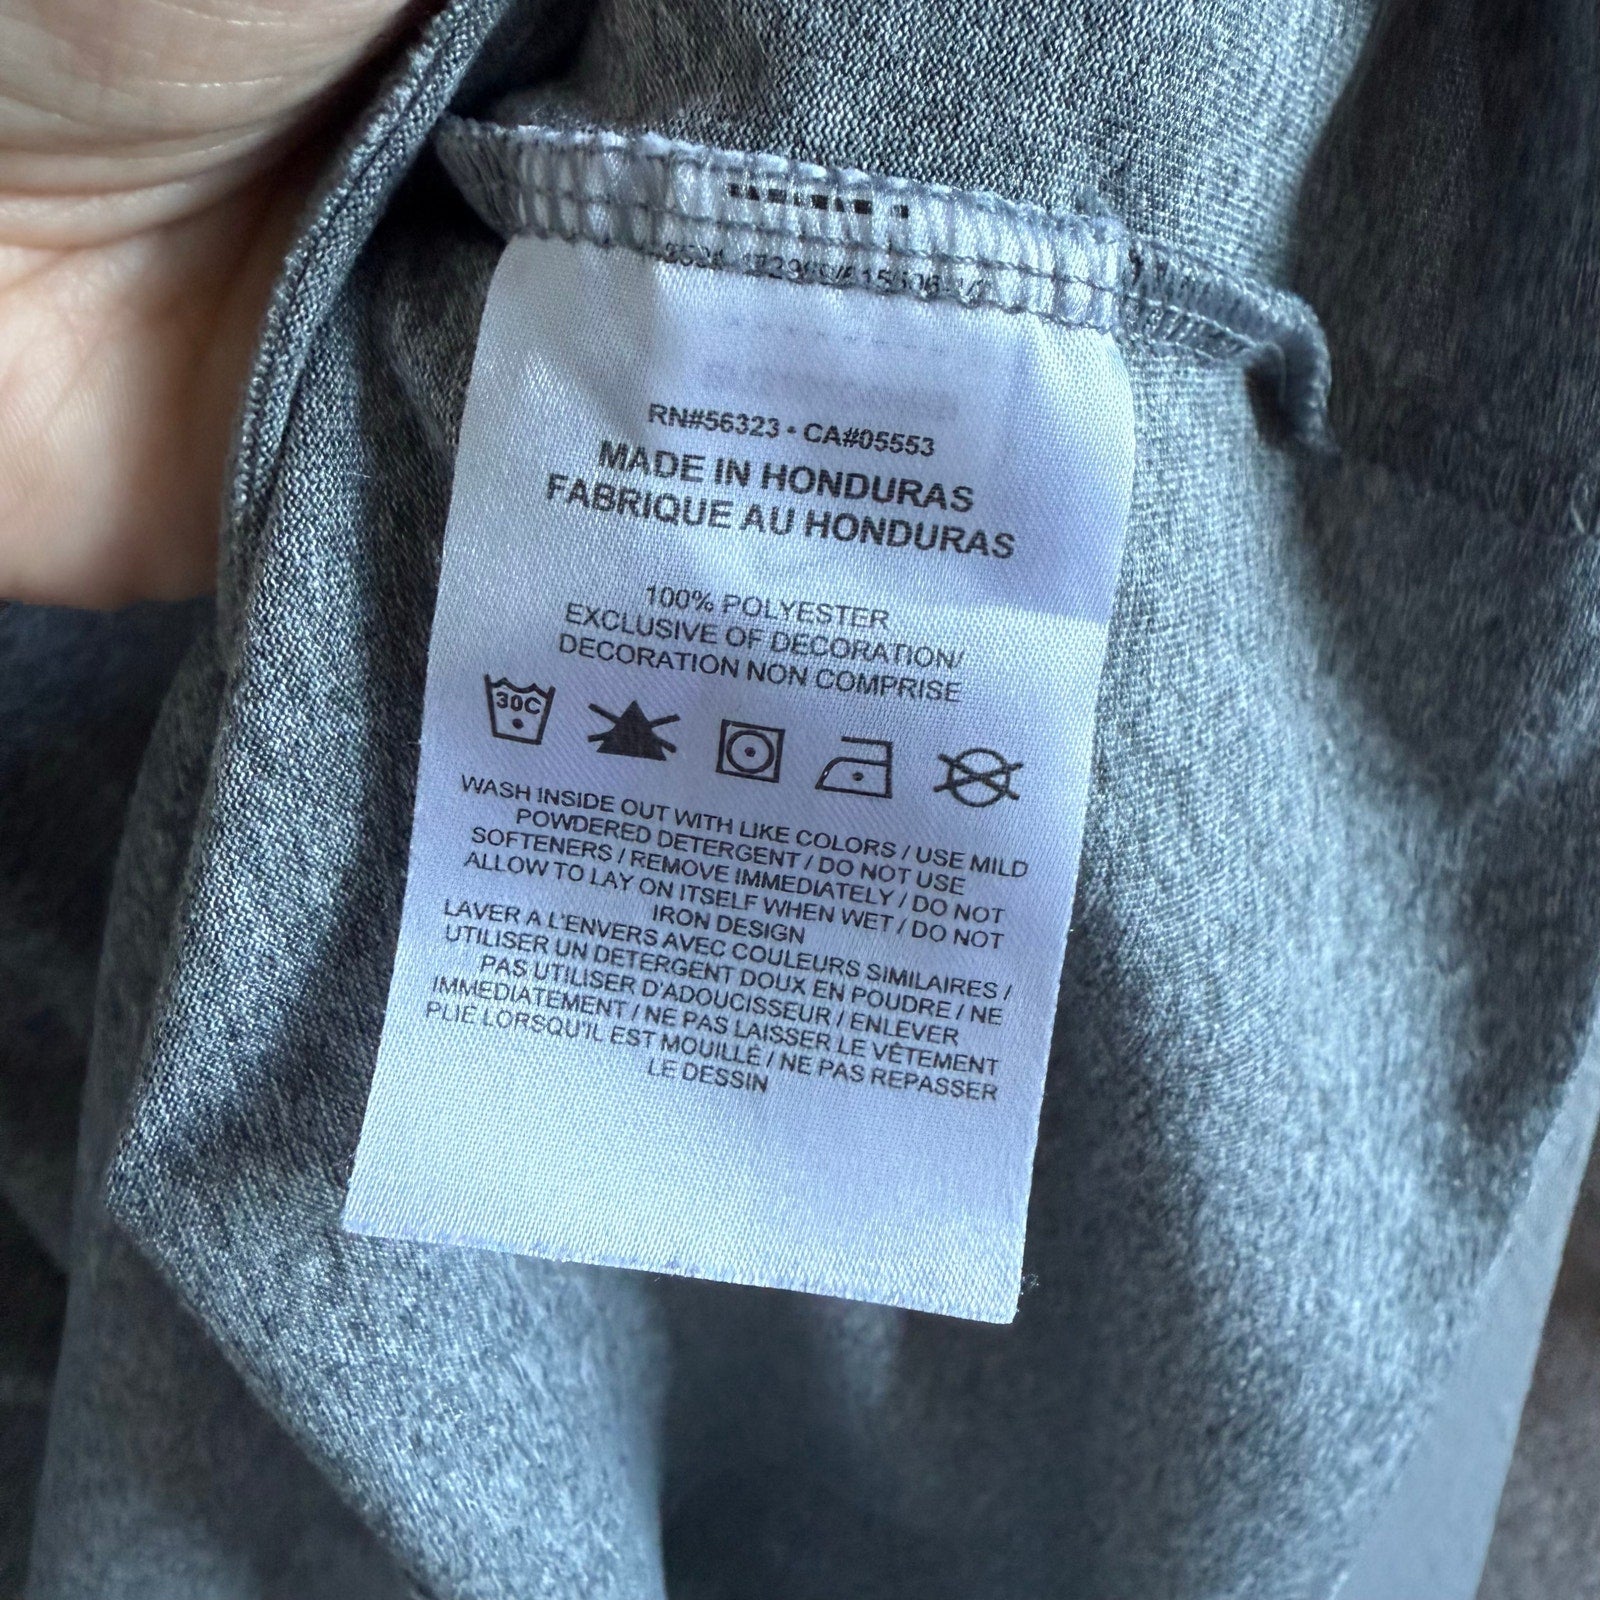 RN#56323 • CA#05553
MADE IN HONDURAS
FABRIQUE AU HONDURAS
100% POLYESTER
EXCLUSIVE OF DECORATION/
DECORATION NON COMPRISE
30C
WASH INSIDE OUT WITH LIKE COLORS / USE MILD
POWDERED DETERGENT / DO NOT USE
SOFTENERS / REMOVE IMMEDIATELY / DO NOT
ALLOW TO LAY ON ITSELF WHEN WET / DO NOT
IRON DESIGN
LAVER A L'ENVERS AVEC COULEURS SIMILAIRES /
UTILISER UN DETERGENT DOUX EN POUDRE / NE
PAS UTILISER D'ADOUCISSEUR / ENLEVER
IMMEDIATEMENT / NE PAS LAISSER LE VÊTEMENT
PLIE LORSQU'IL EST MOUILLÊ / NE PAS REPASSER
LE DESSIN